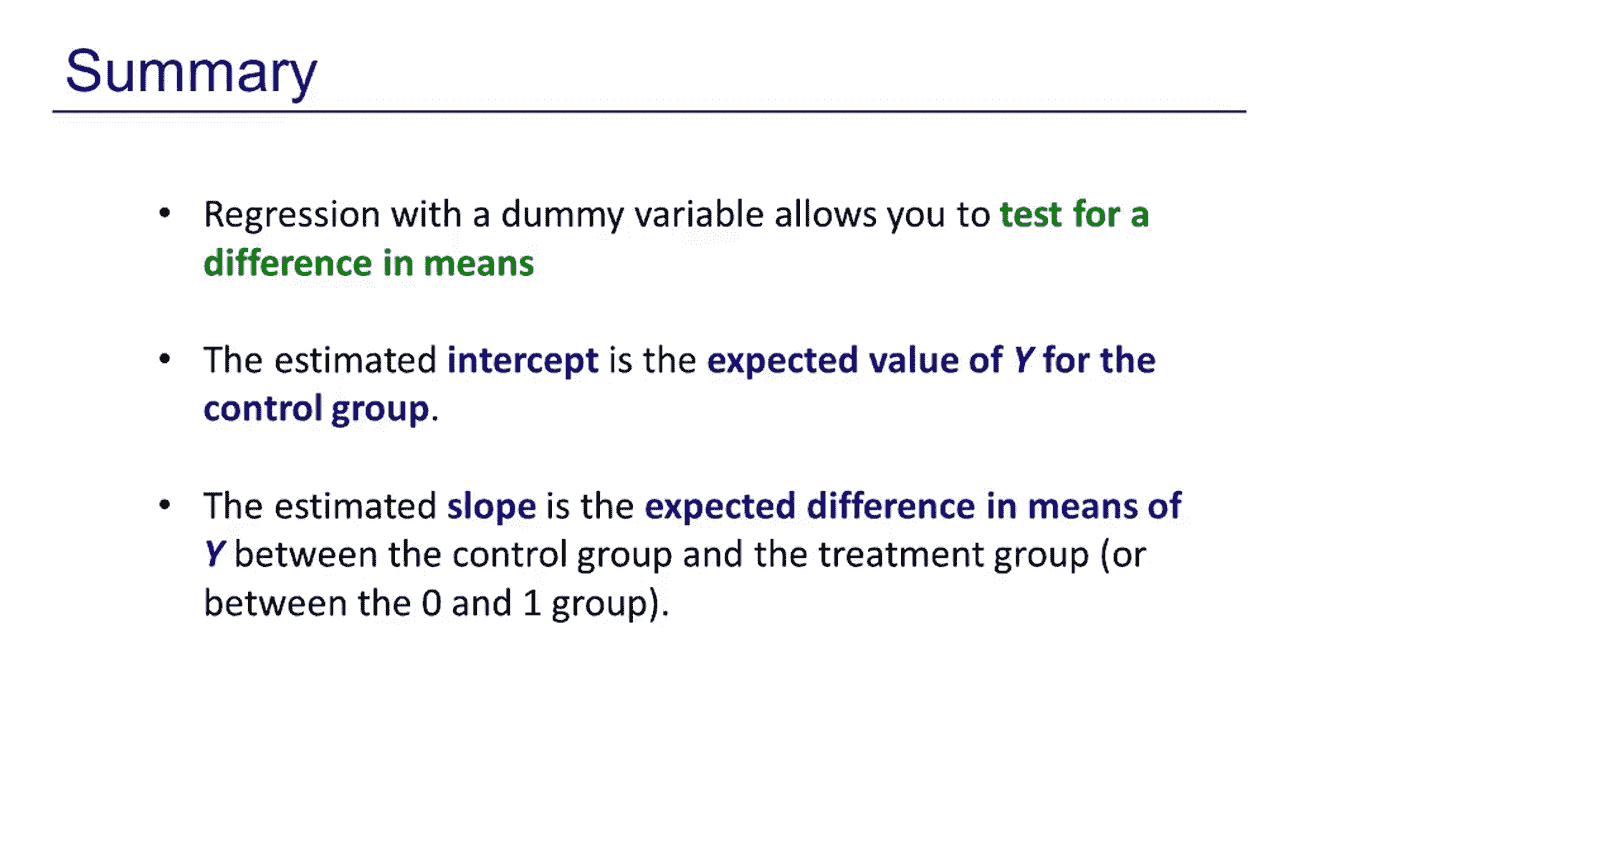 Summary
• Regression with a dummy variable allows you to test for a
difference in means
• The estimated intercept is the expected value of Y for the
control group.
• The estimated slope is the expected difference in means of
Y between the control group and the treatment group (or
between the 0 and 1 group).